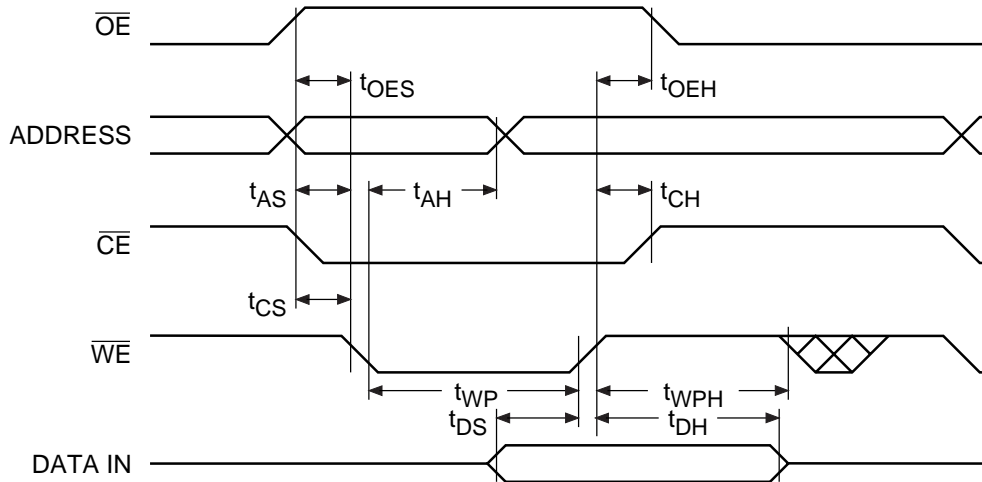 OE
tOES
tOEH
ADDRESS
tAS
tAH
tCH
CE
tCS
WE
tWP
tWPH
tDS
tDH
DATA IN